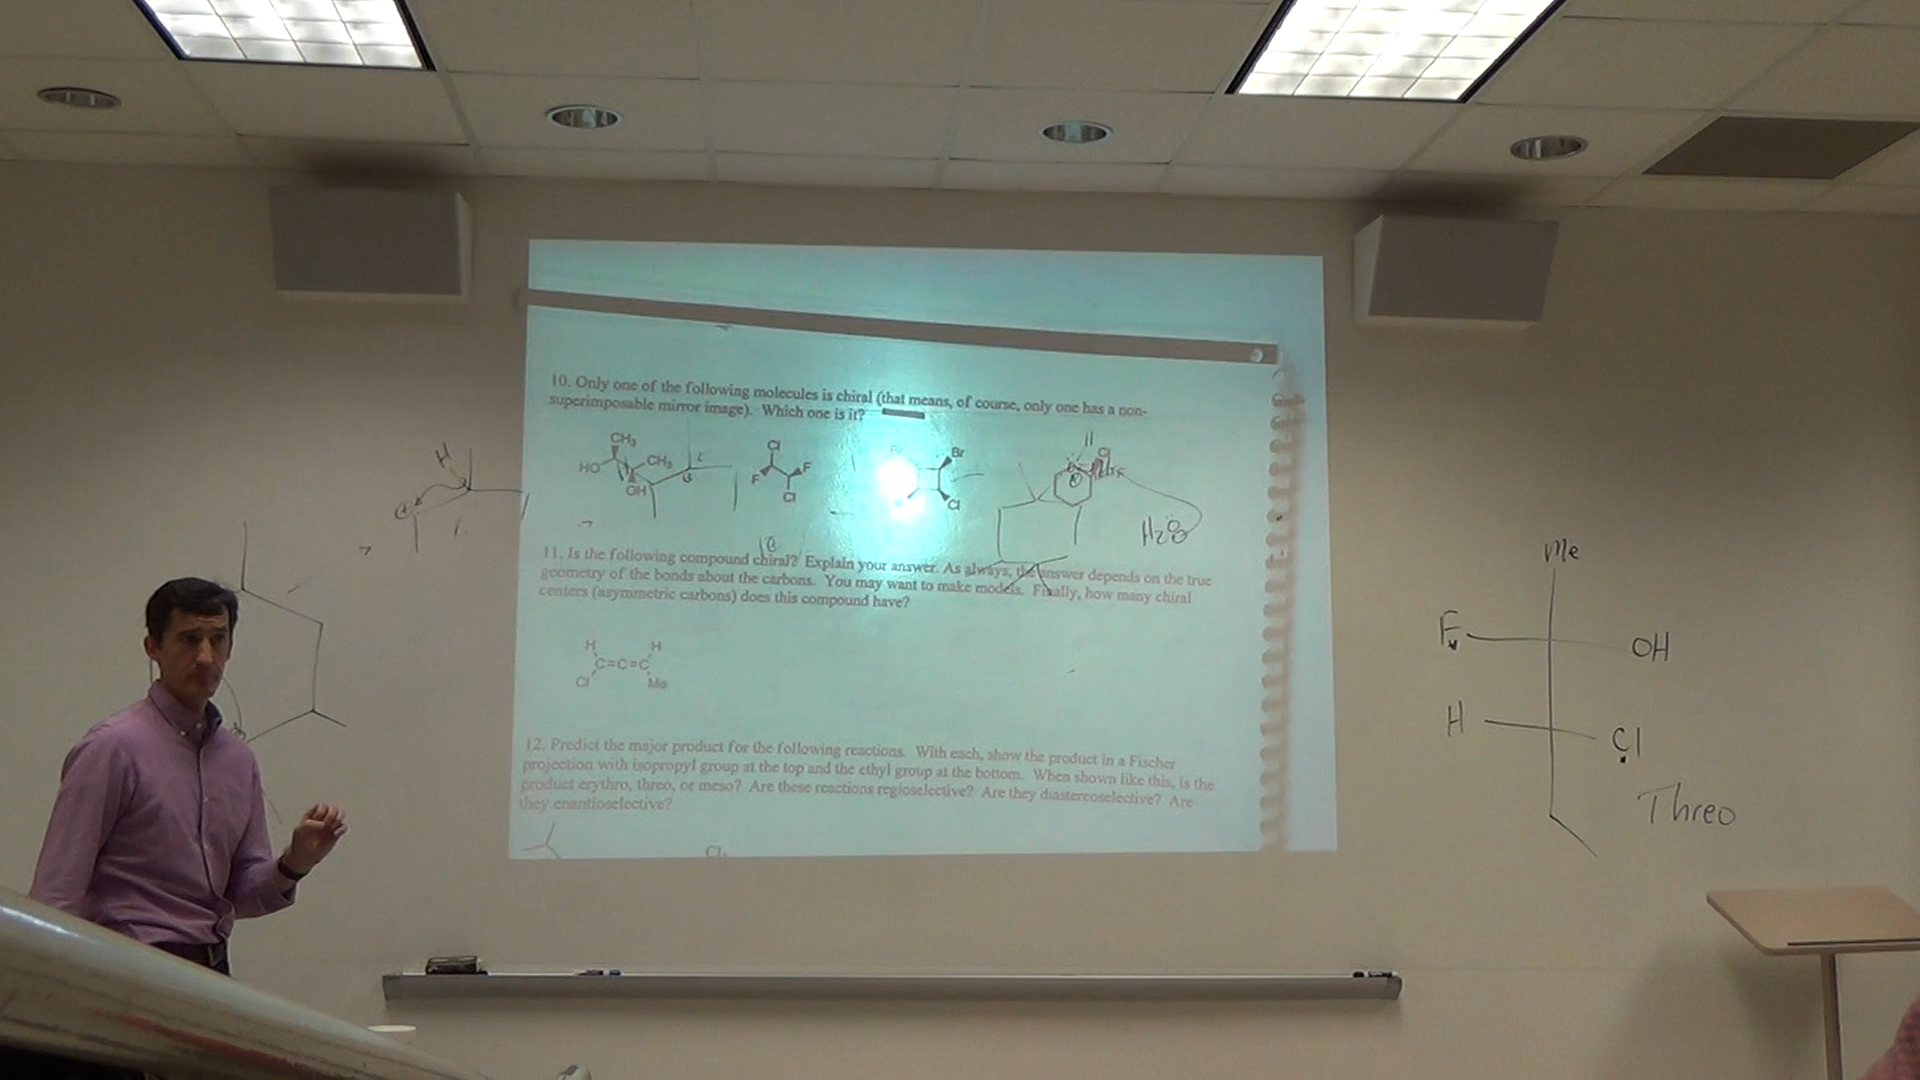 10. Only one of the following molecules is chiral (that means, of course, only one has a non-
superimposable mirror image). Which one is it?
CH₃
HO
CH₃
OH
Cl
F
F
Cl
Br
Cl
H
H₂O
11. Is the following compound chiral? Explain your answer. As always, the answer depends on the true
geometry of the bonds about the carbons. You may want to make models. Finally, how many chiral
centers (asymmetric carbons) does this compound have?
H H
C=C=C
Cl Me
12. Predict the major product for the following reactions. With each, show the product in a Fischer
projection with isopropyl group at the top and the ethyl group at the bottom. When shown like this, is the
product erythro, threo, or meso? Are these reactions regioselective? Are they diastereoselective? Are
they enantioselective?
Me
F OH
H Cl
Threo